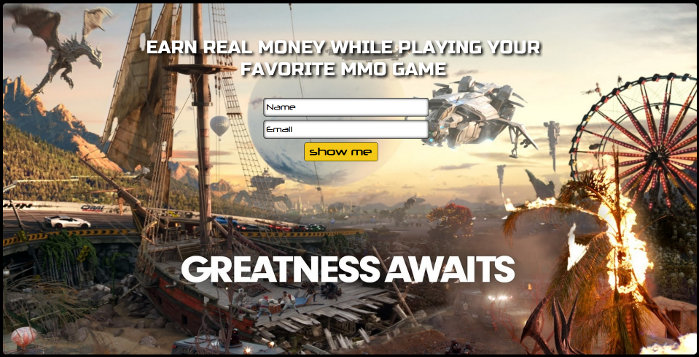 EARN REAL MONEY WHILE PLAYING YOUR
FAVORITE MMO GAME
Name
Email
show me
GREATNESS AWAITS